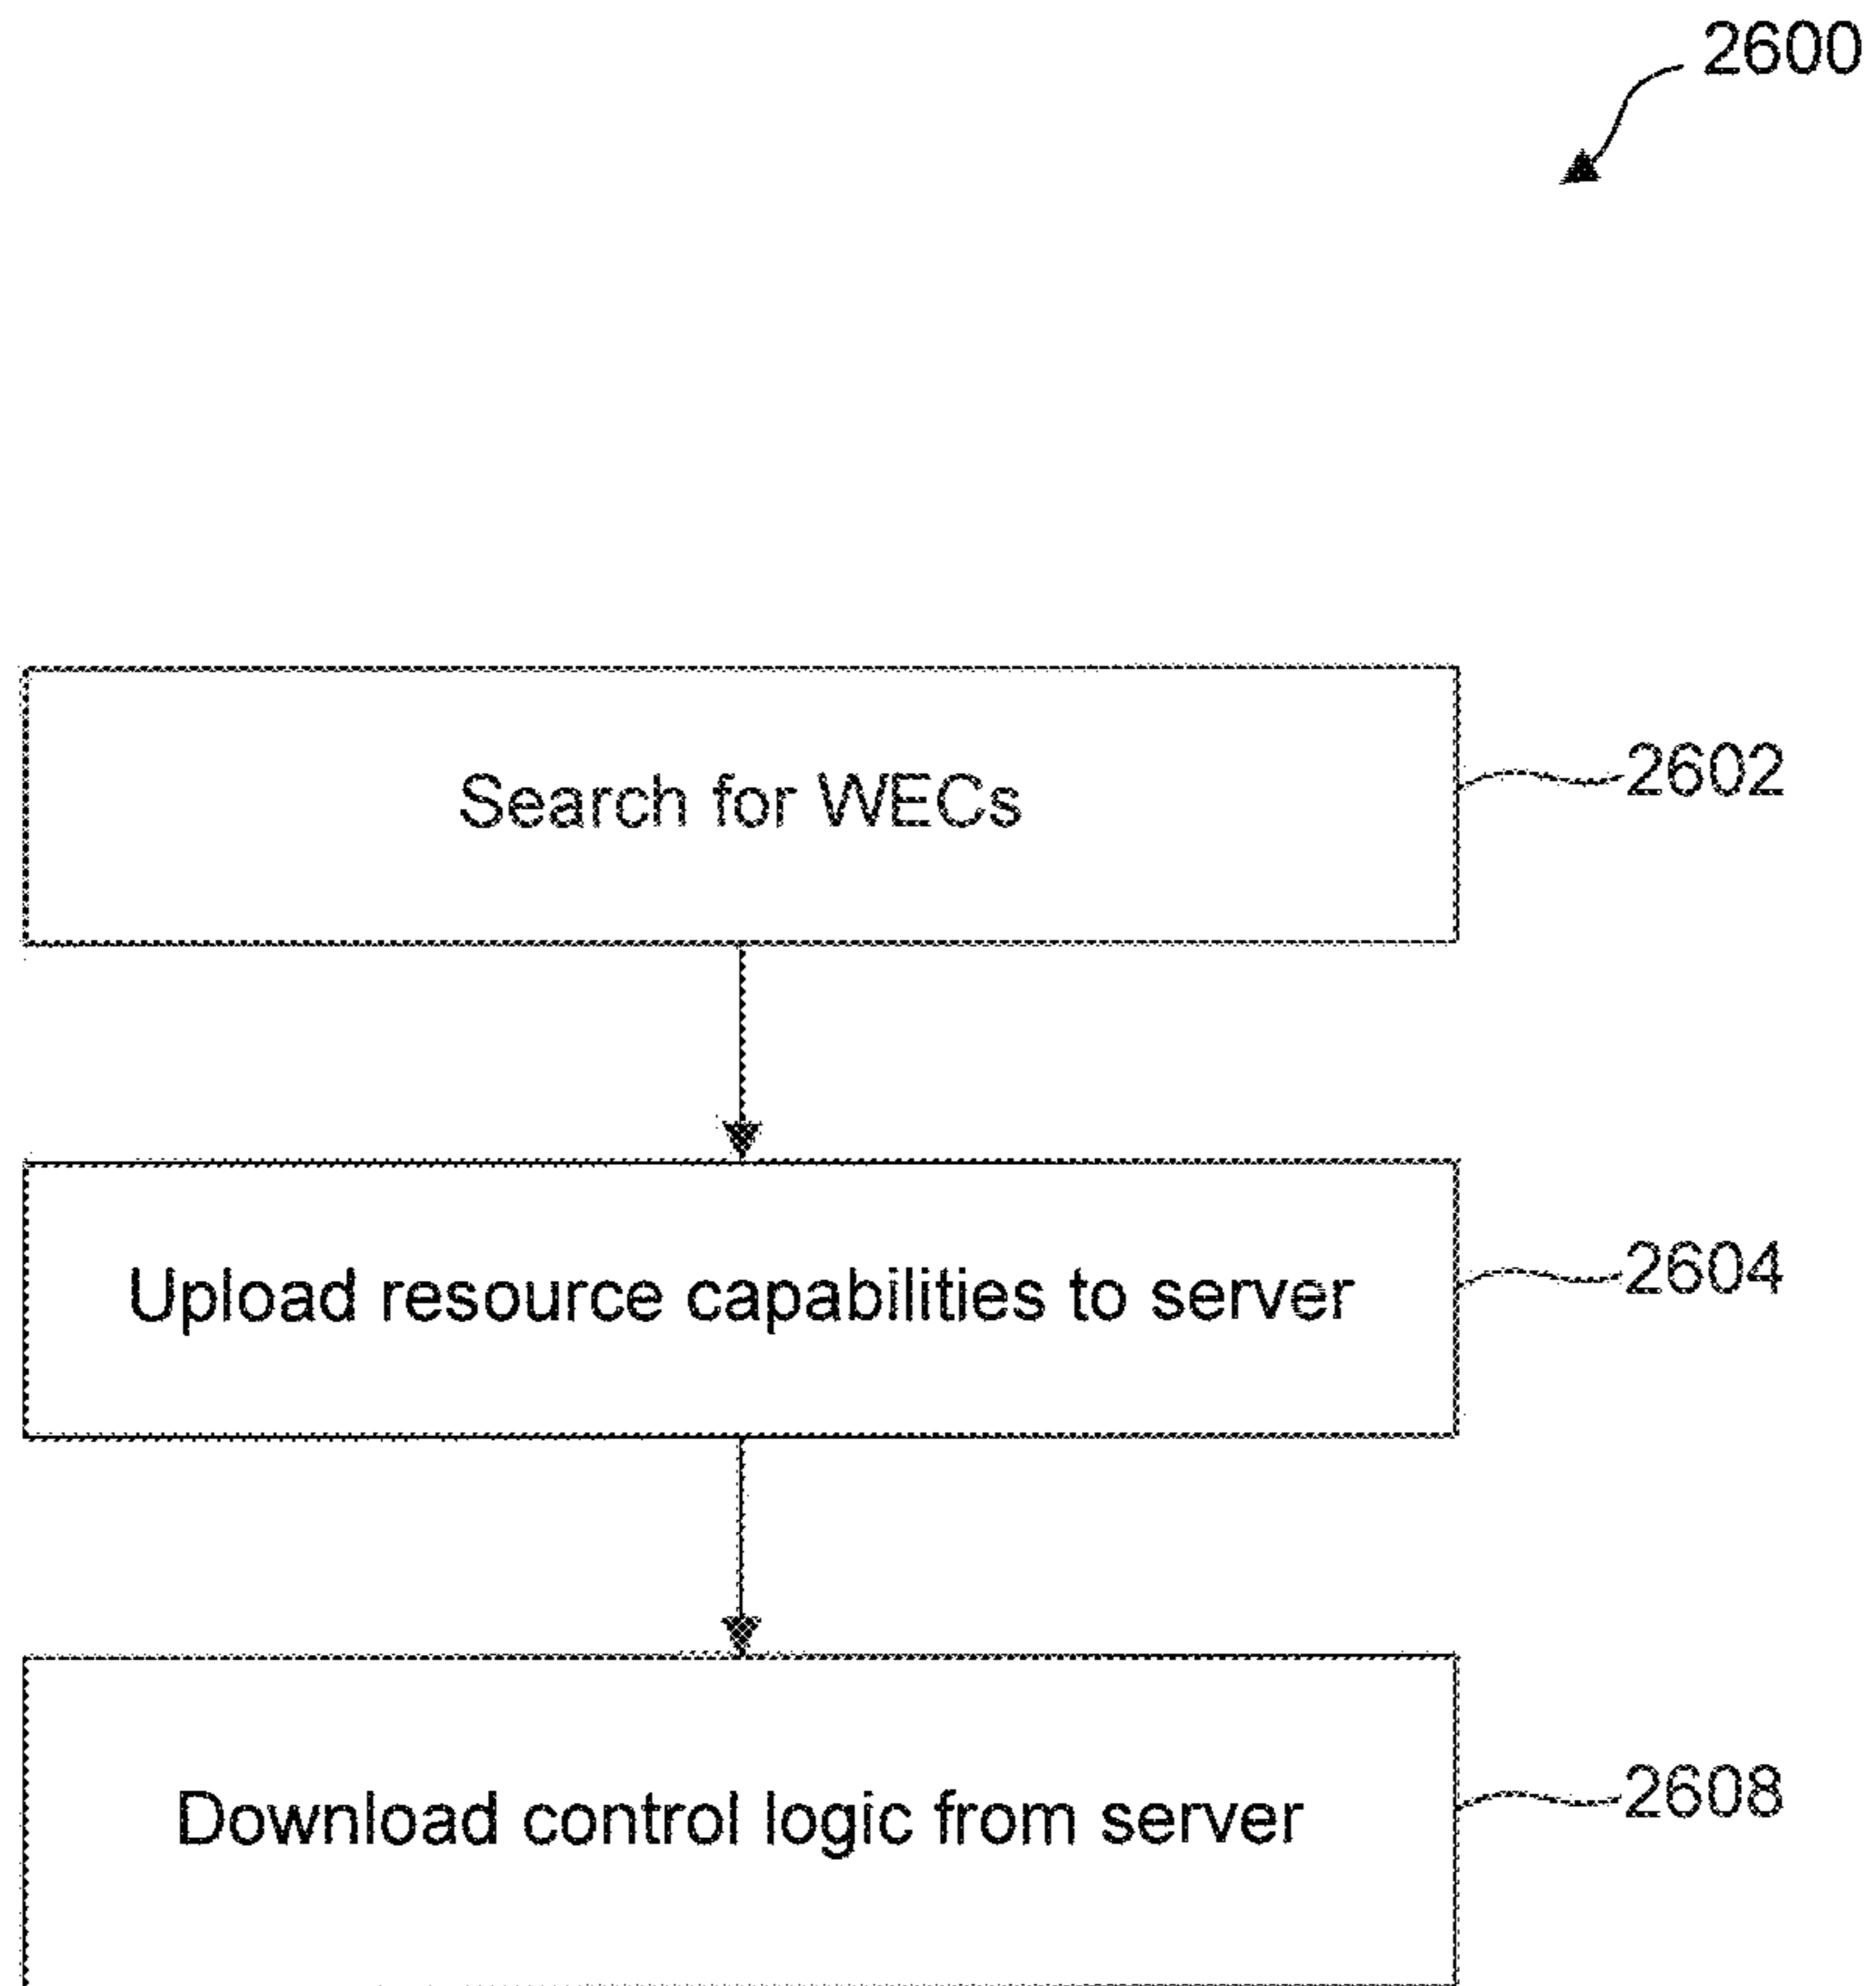 2600
Search for WECs
2602
Upload resource capabilities to server
2604
Download control logic from server
2608